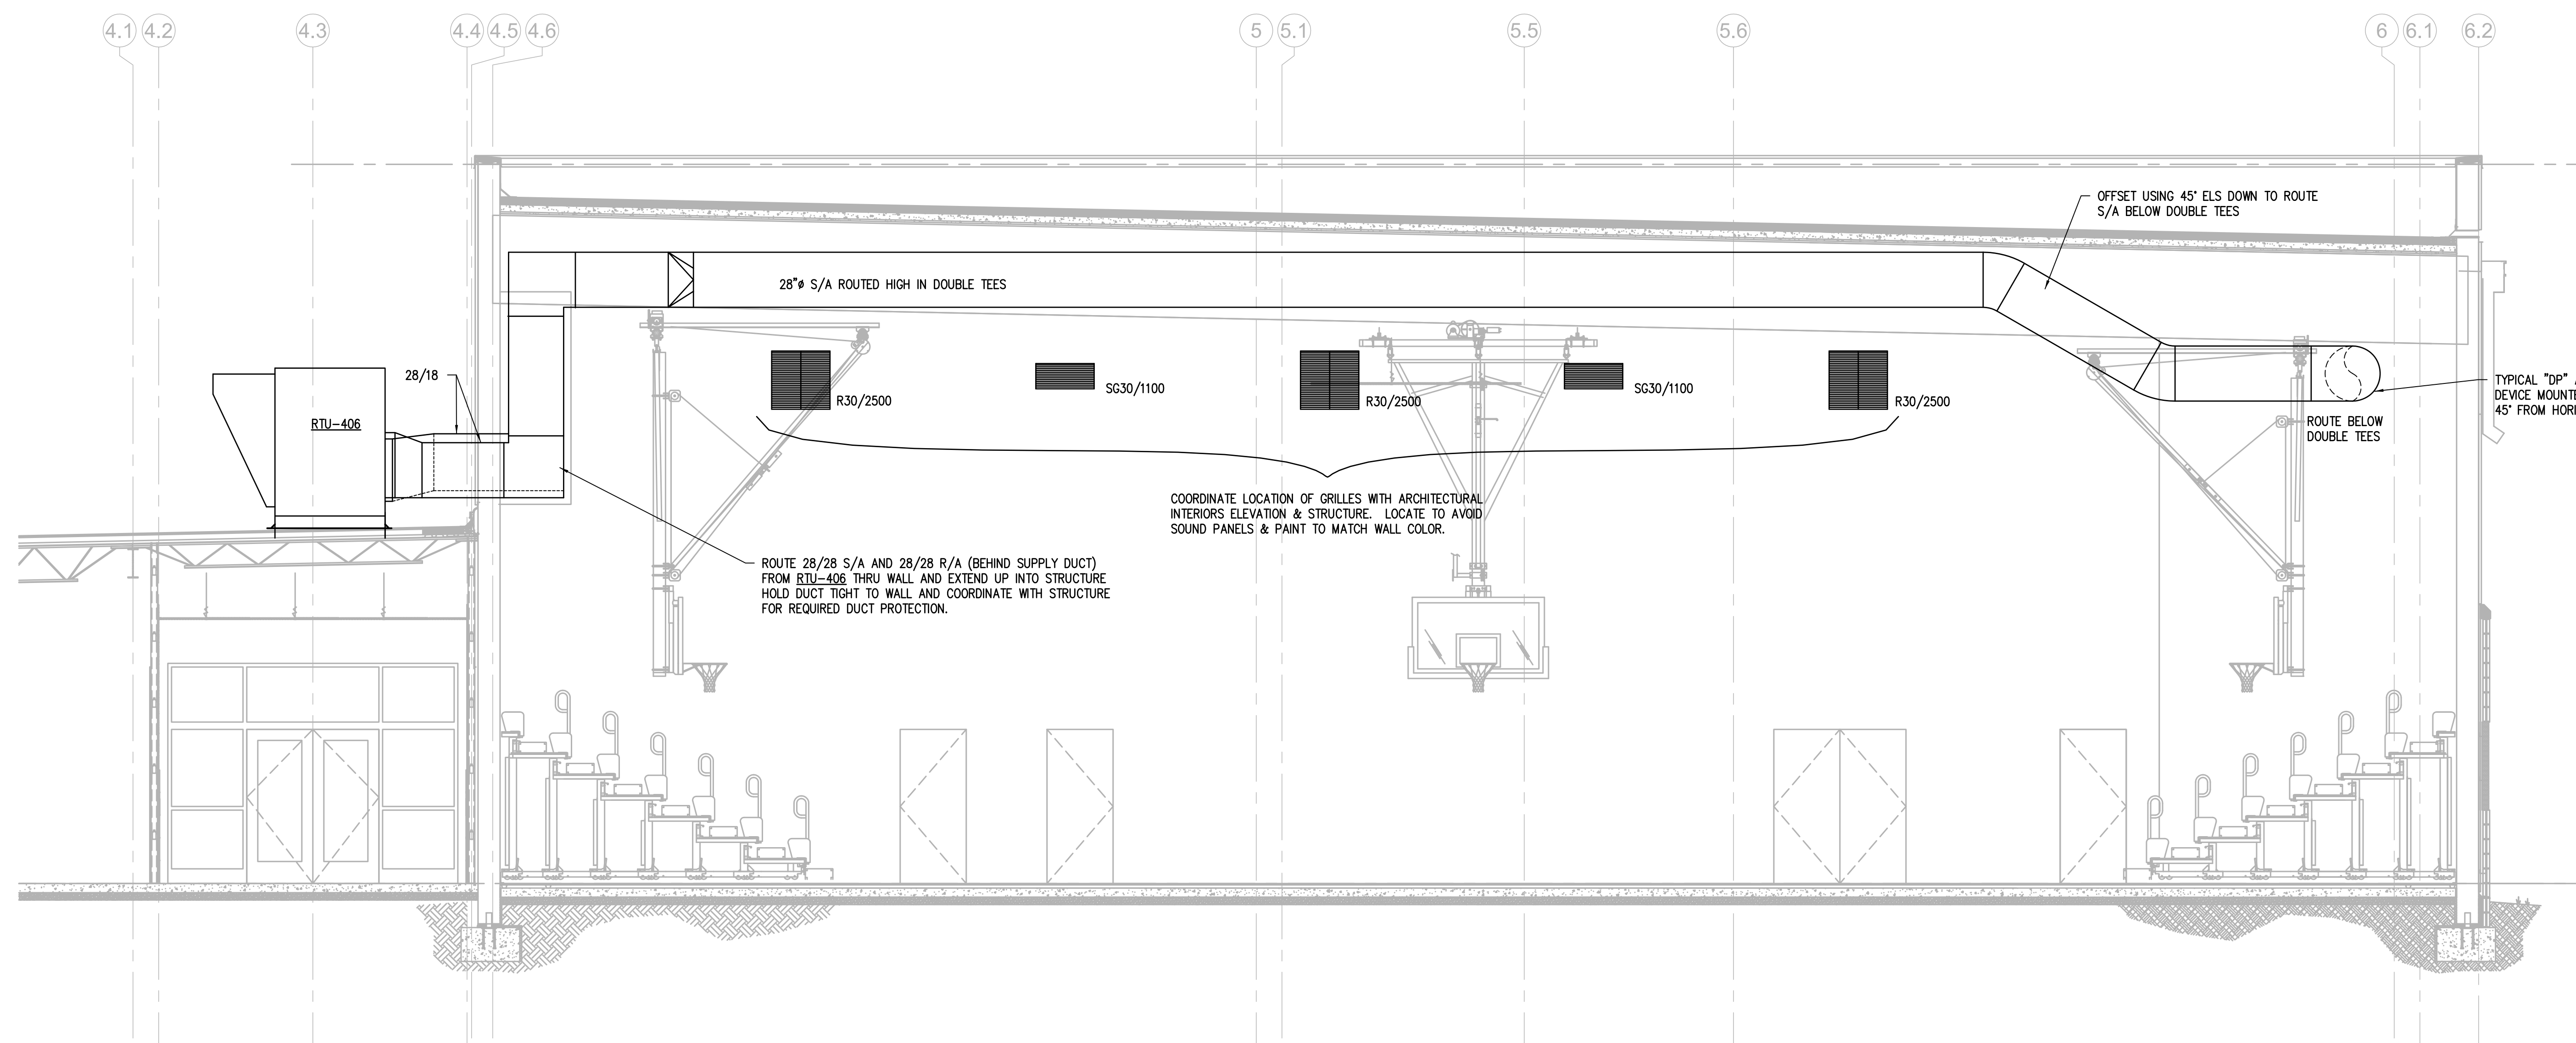 4.1 4.2 4.3 4.4 4.5 4.6 5 5.1 5.5 5.6 6 6.1 6.2
OFFSET USING 45° ELS DOWN TO ROUTE
S/A BELOW DOUBLE TEES
28"ø S/A ROUTED HIGH IN DOUBLE TEES
28/18
RTU-406
R30/2500
SG30/1100
R30/2500
SG30/1100
R30/2500
TYPICAL "DP"
DEVICE
45° FROM
ROUTE BELOW
DOUBLE TEES
COORDINATE LOCATION OF GRILLES WITH ARCHITECTURAL
INTERIORS ELEVATION & STRUCTURE. LOCATE TO AVOID
SOUND PANELS & PAINT TO MATCH WALL COLOR.
ROUTE 28/28 S/A AND 28/28 R/A (BEHIND SUPPLY DUCT)
FROM RTU-406 THRU WALL AND EXTEND UP INTO STRUCTURE
HOLD DUCT TIGHT TO WALL AND COORDINATE WITH STRUCTURE
FOR REQUIRED DUCT PROTECTION.